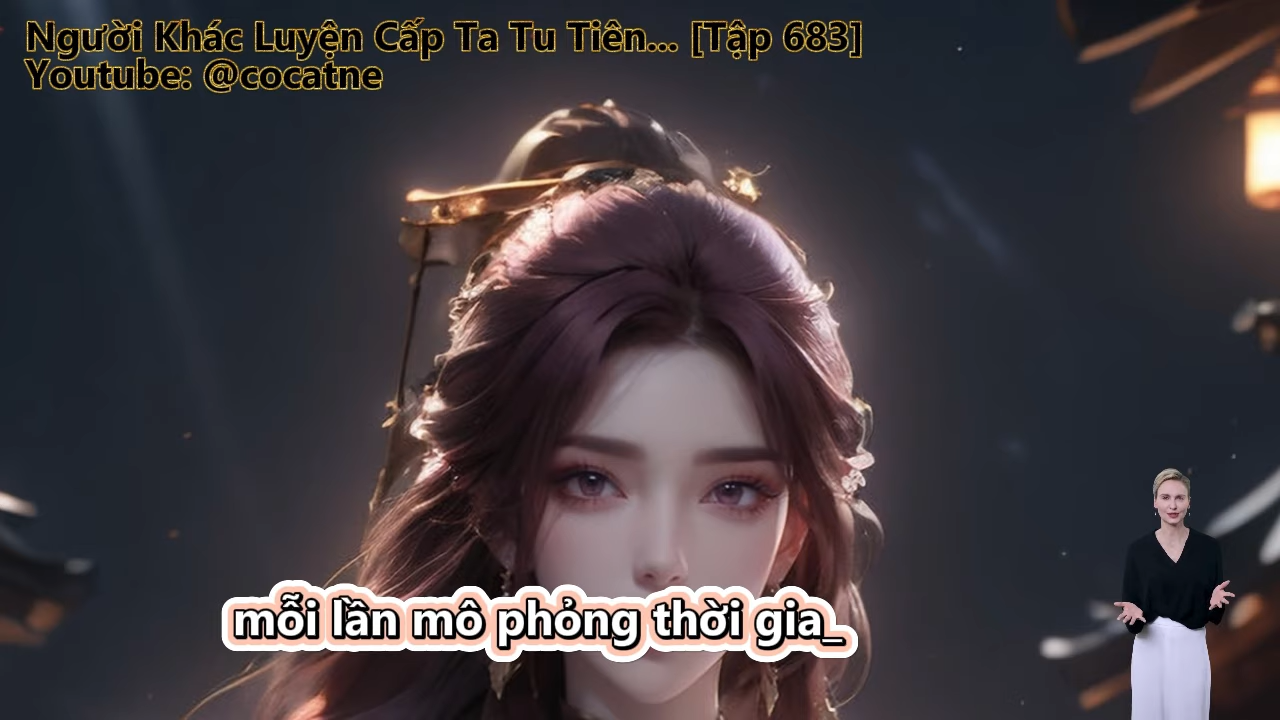 Người Khác Luyện Cấp Ta Tu Tiên... [Tập 683]
Youtube: @cocatne
mỗi lần mô phỏng thời gia_